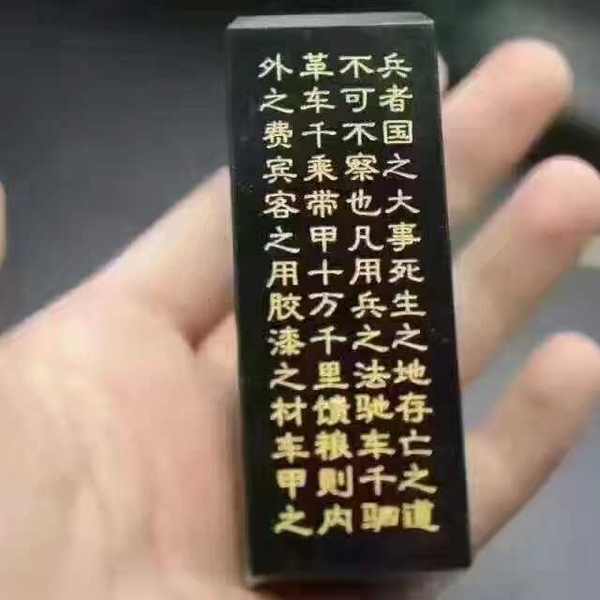 兵者国之大事死生之地存亡之道
不可不察也凡用兵之法驰车千驷
革车千乘带甲十万千里馈粮则内
外之费宾客之用胶漆之材车甲之